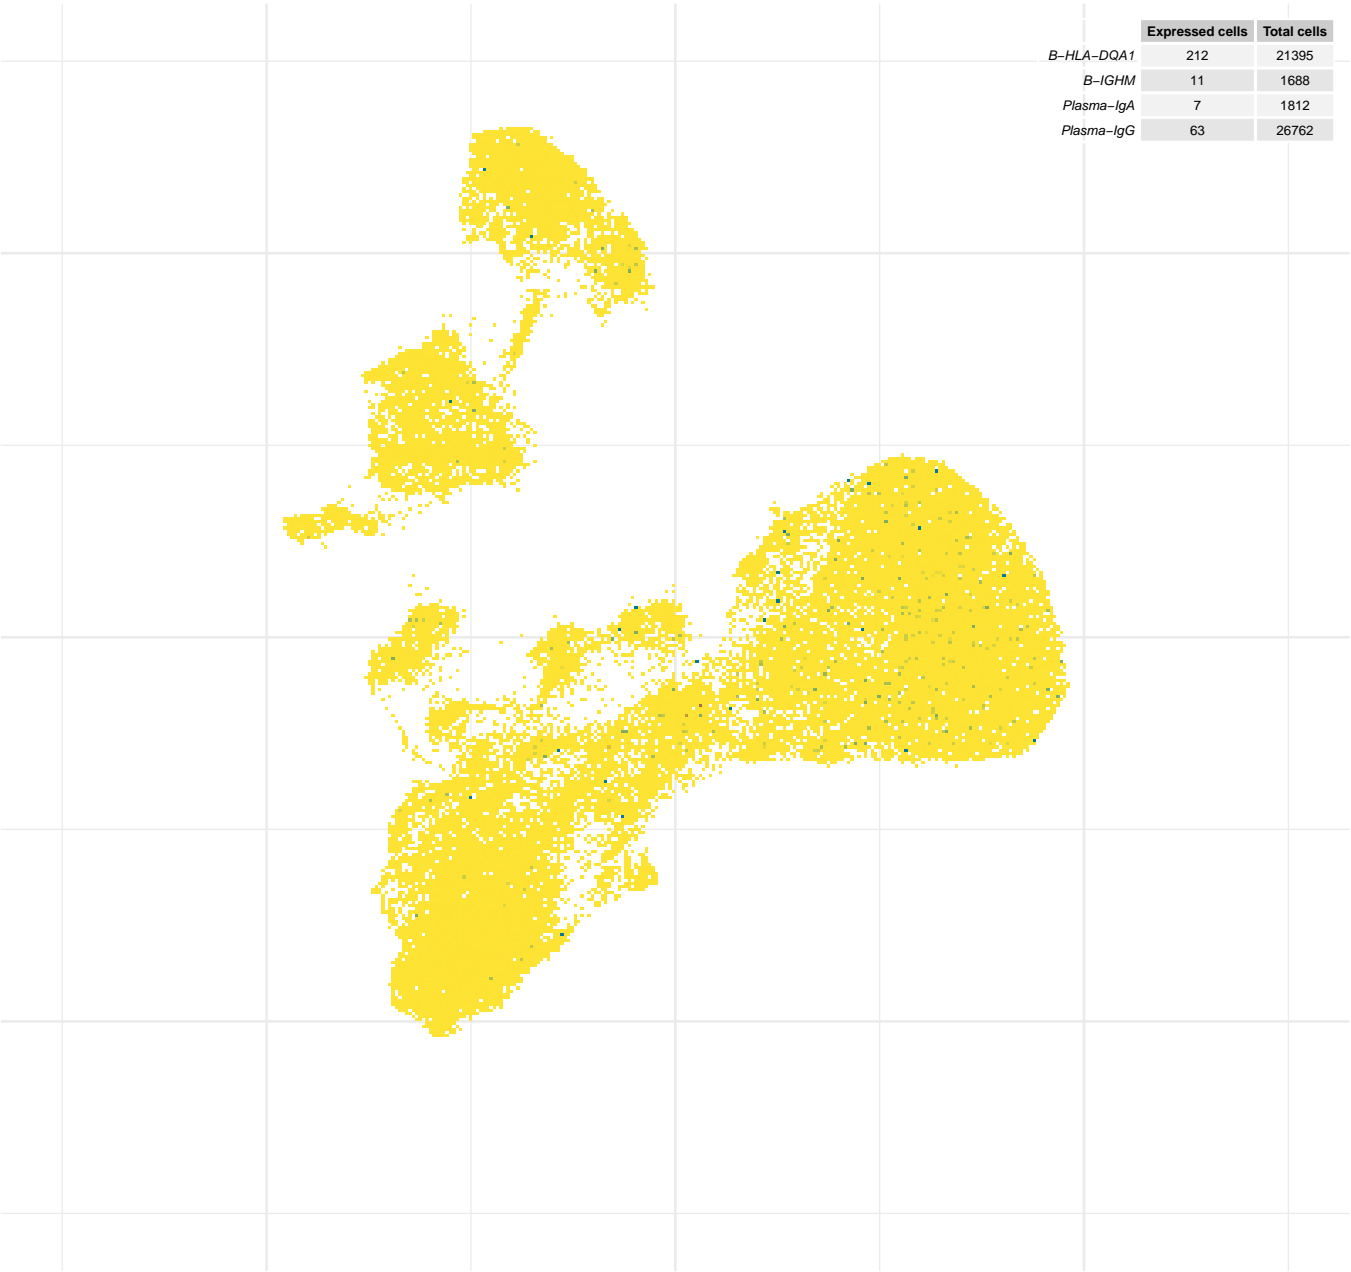 Expressed cells Total cells
B−HLA−DQA1 212 21395
B−IGHM 11 1688
Plasma−IgA 7 1812
Plasma−IgG 63 26762